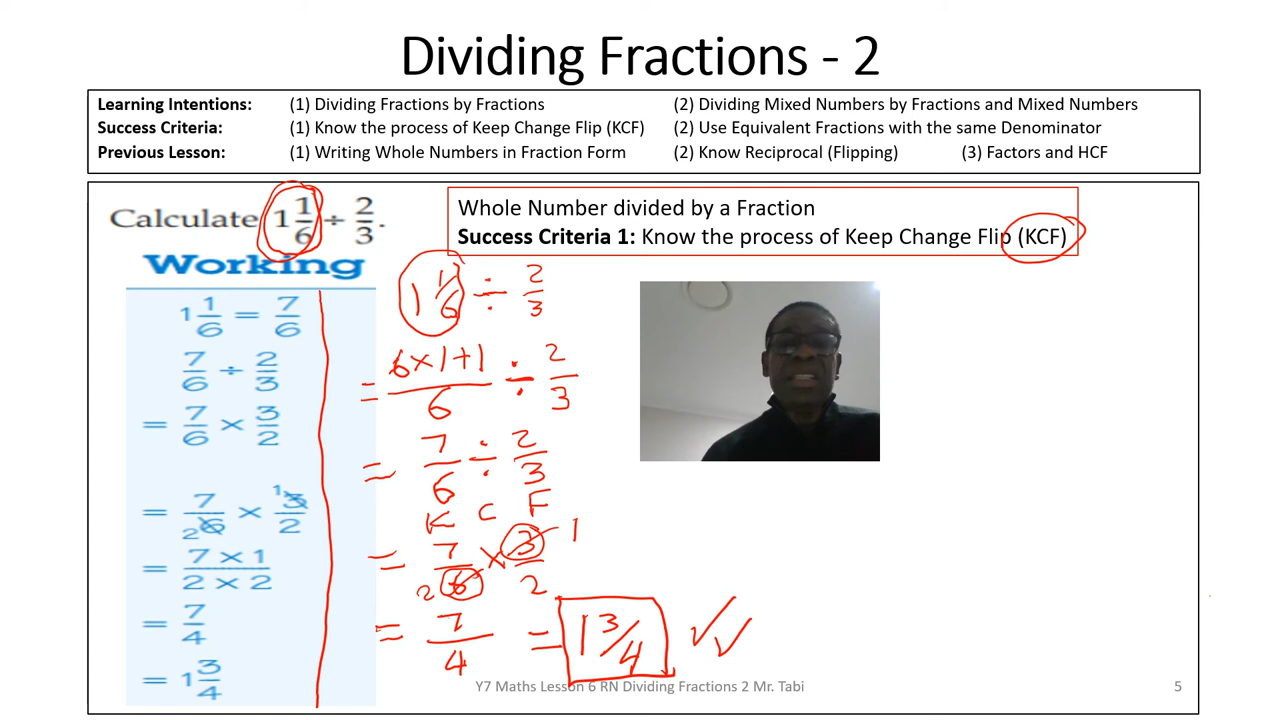 Dividing Fractions - 2
Learning Intentions: (1) Dividing Fractions by Fractions (2) Dividing Mixed Numbers by Fractions and Mixed Numbers
Success Criteria: (1) Know the process of Keep Change Flip (KCF) (2) Use Equivalent Fractions with the same Denominator
Previous Lesson: (1) Writing Whole Numbers in Fraction Form (2) Know Reciprocal (Flipping) (3) Factors and HCF
Calculate 1 1/6 ÷ 2/3.
Whole Number divided by a Fraction
Success Criteria 1: Know the process of Keep Change Flip (KCF)
Working
1 1/6 = 7/6
7/6 ÷ 2/3
= 7/6 × 3/2
= 7/6 2 × 1 3/2
= 7 × 1 / 2 × 2
= 7/4
= 1 3/4
1 1/6 ÷ 2/3
= 6×1+1 / 6 ÷ 2/3
= 7/6 ÷ 2/3
K C F
= 7/6 2 × 3/2 1
= 7/4 = 1 3/4
Y7 Maths Lesson 6 RN Dividing Fractions 2 Mr. Tabi
5